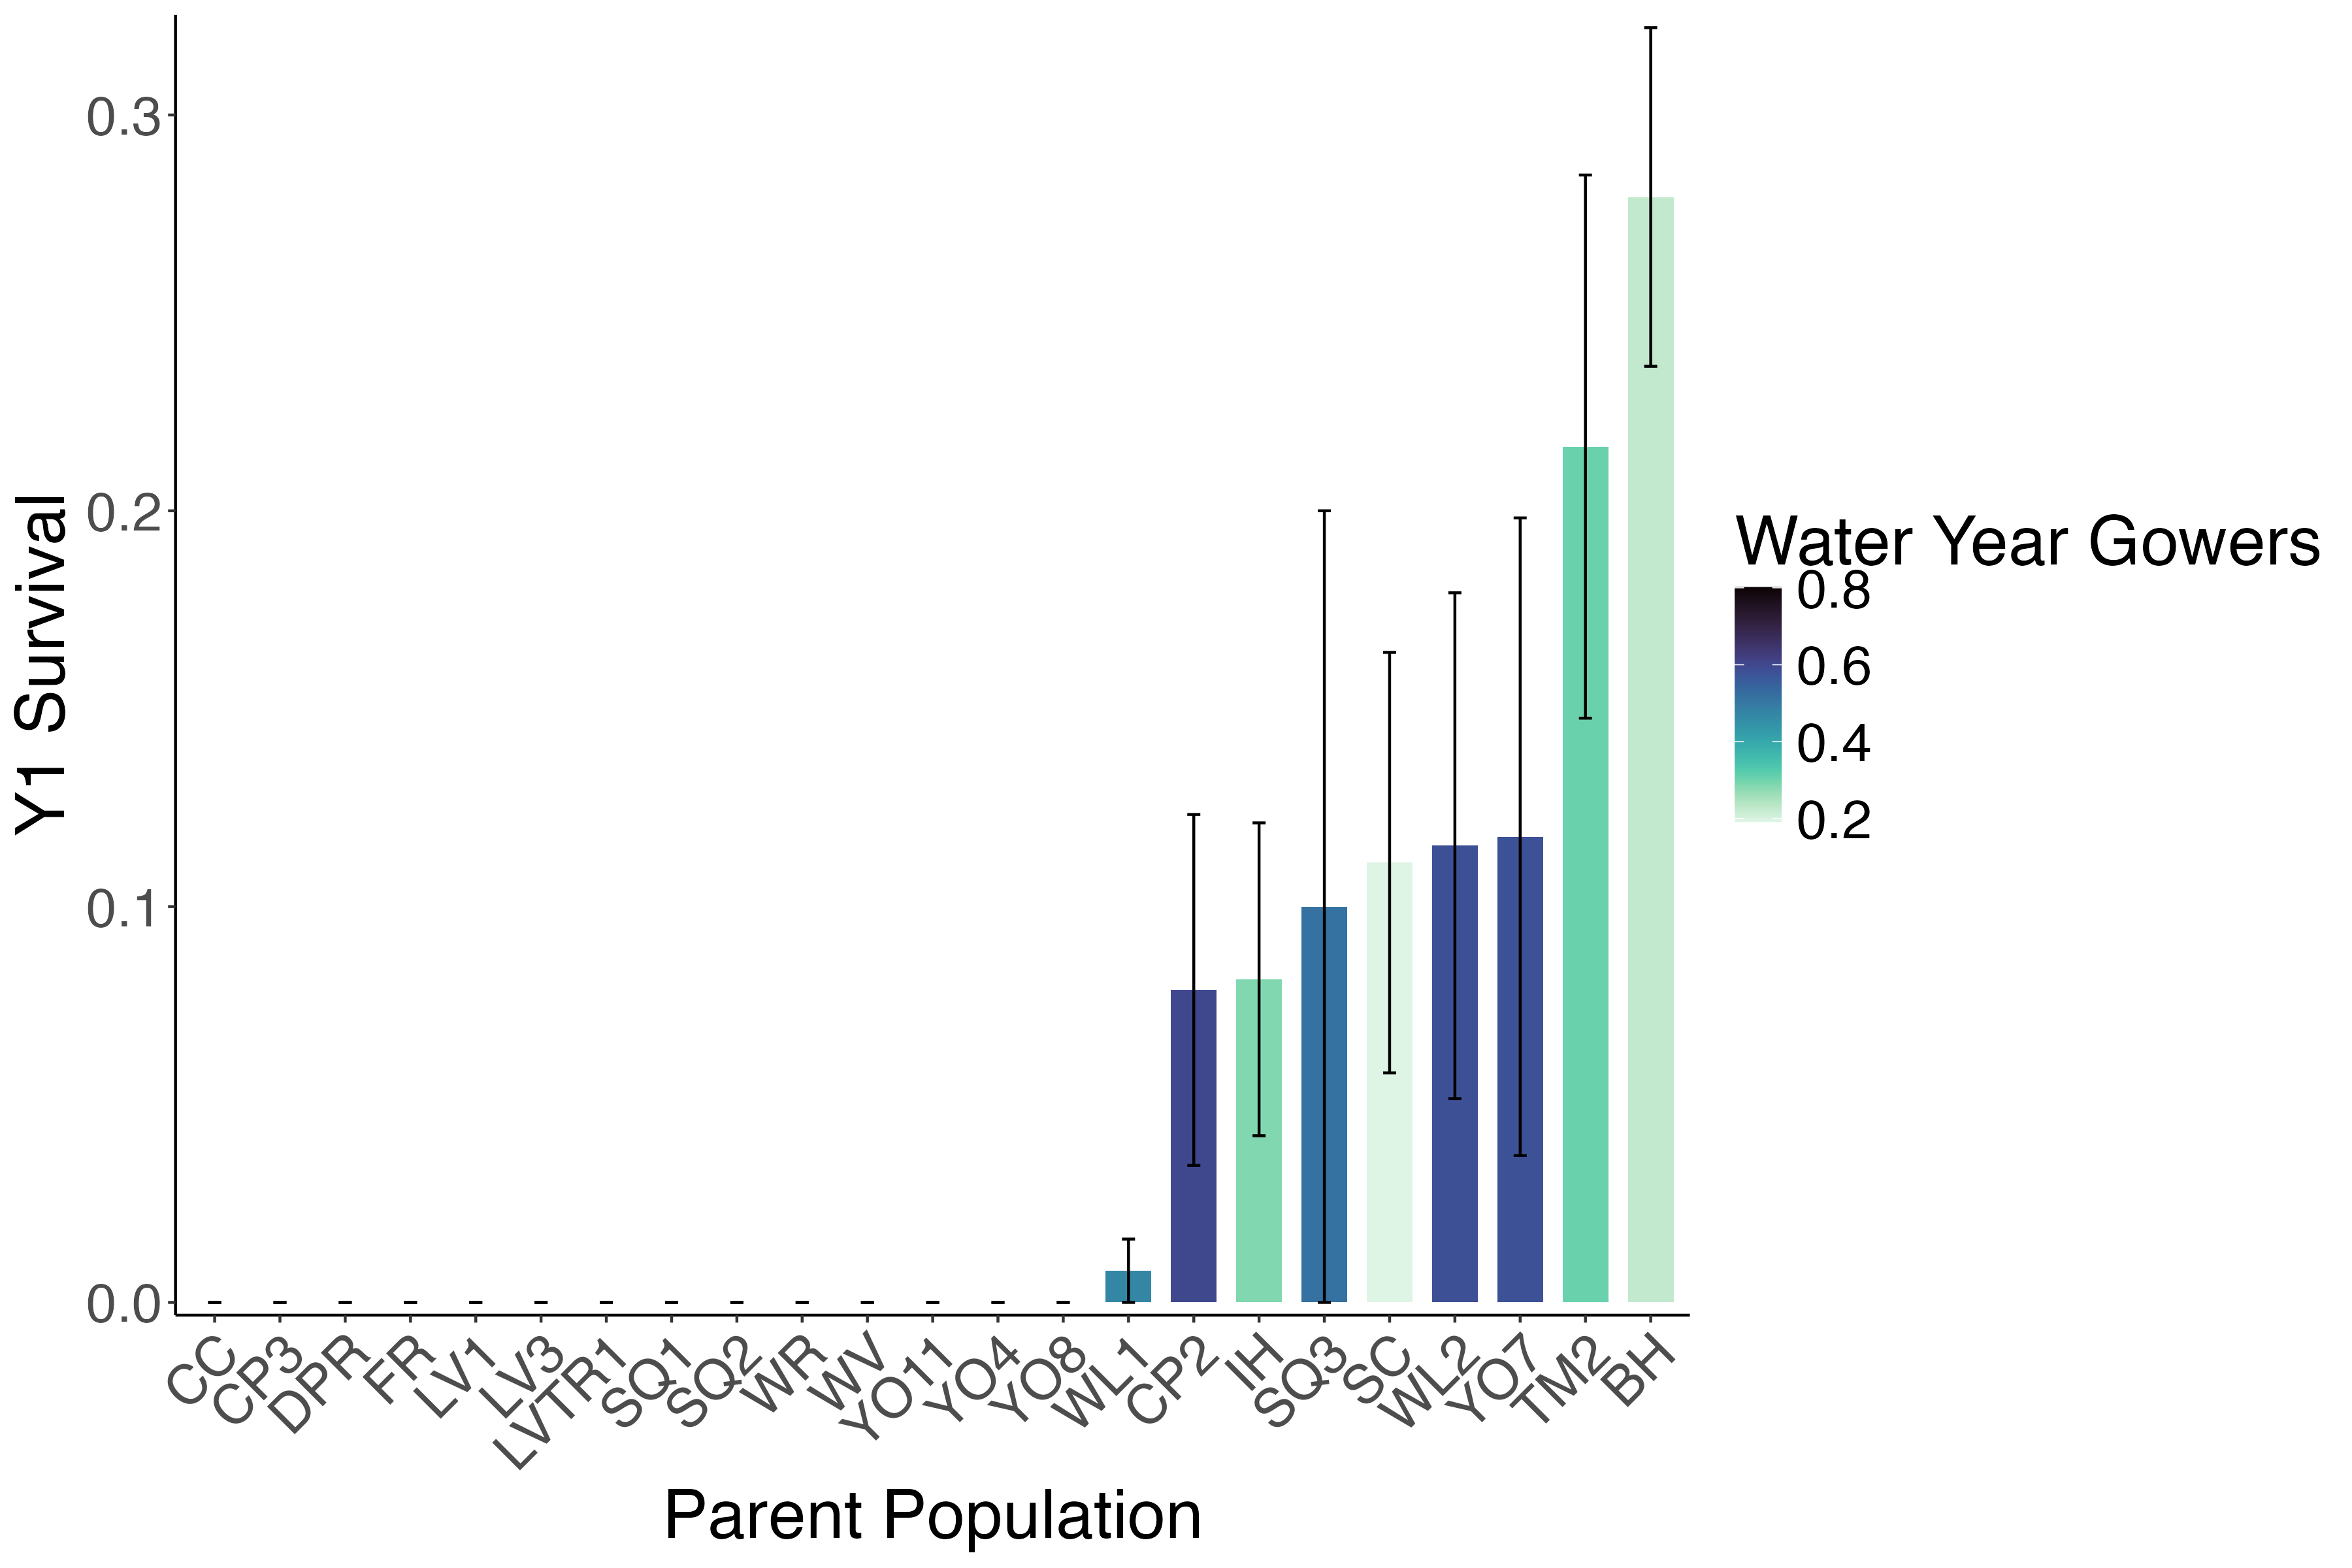 Y1 Survival
0.3
0.2
0.1
0.0
CC
CP3
DPR
FR
LV1
LV3
LVTR1
SQ1
SQ2
WR
WV
YO11
YO4
YO8
WL1
CP2
IH
SQ3
SC
WL2
YO7
TM2
BH
Parent Population
Water Year Gowers
0.8
0.6
0.4
0.2